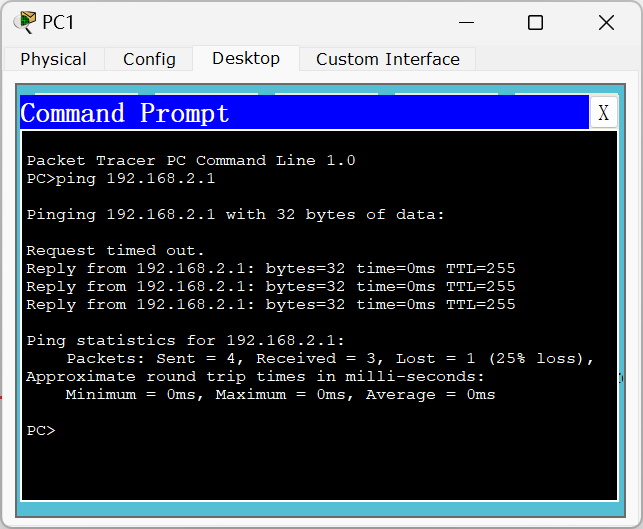 PC1
Physical Config Desktop Custom Interface
Command Prompt X
Packet Tracer PC Command Line 1.0
PC>ping 192.168.2.1
Pinging 192.168.2.1 with 32 bytes of data:
Request timed out.
Reply from 192.168.2.1: bytes=32 time=0ms TTL=255
Reply from 192.168.2.1: bytes=32 time=0ms TTL=255
Reply from 192.168.2.1: bytes=32 time=0ms TTL=255
Ping statistics for 192.168.2.1:
Packets: Sent = 4, Received = 3, Lost = 1 (25% loss),
Approximate round trip times in milli-seconds:
Minimum = 0ms, Maximum = 0ms, Average = 0ms
PC>